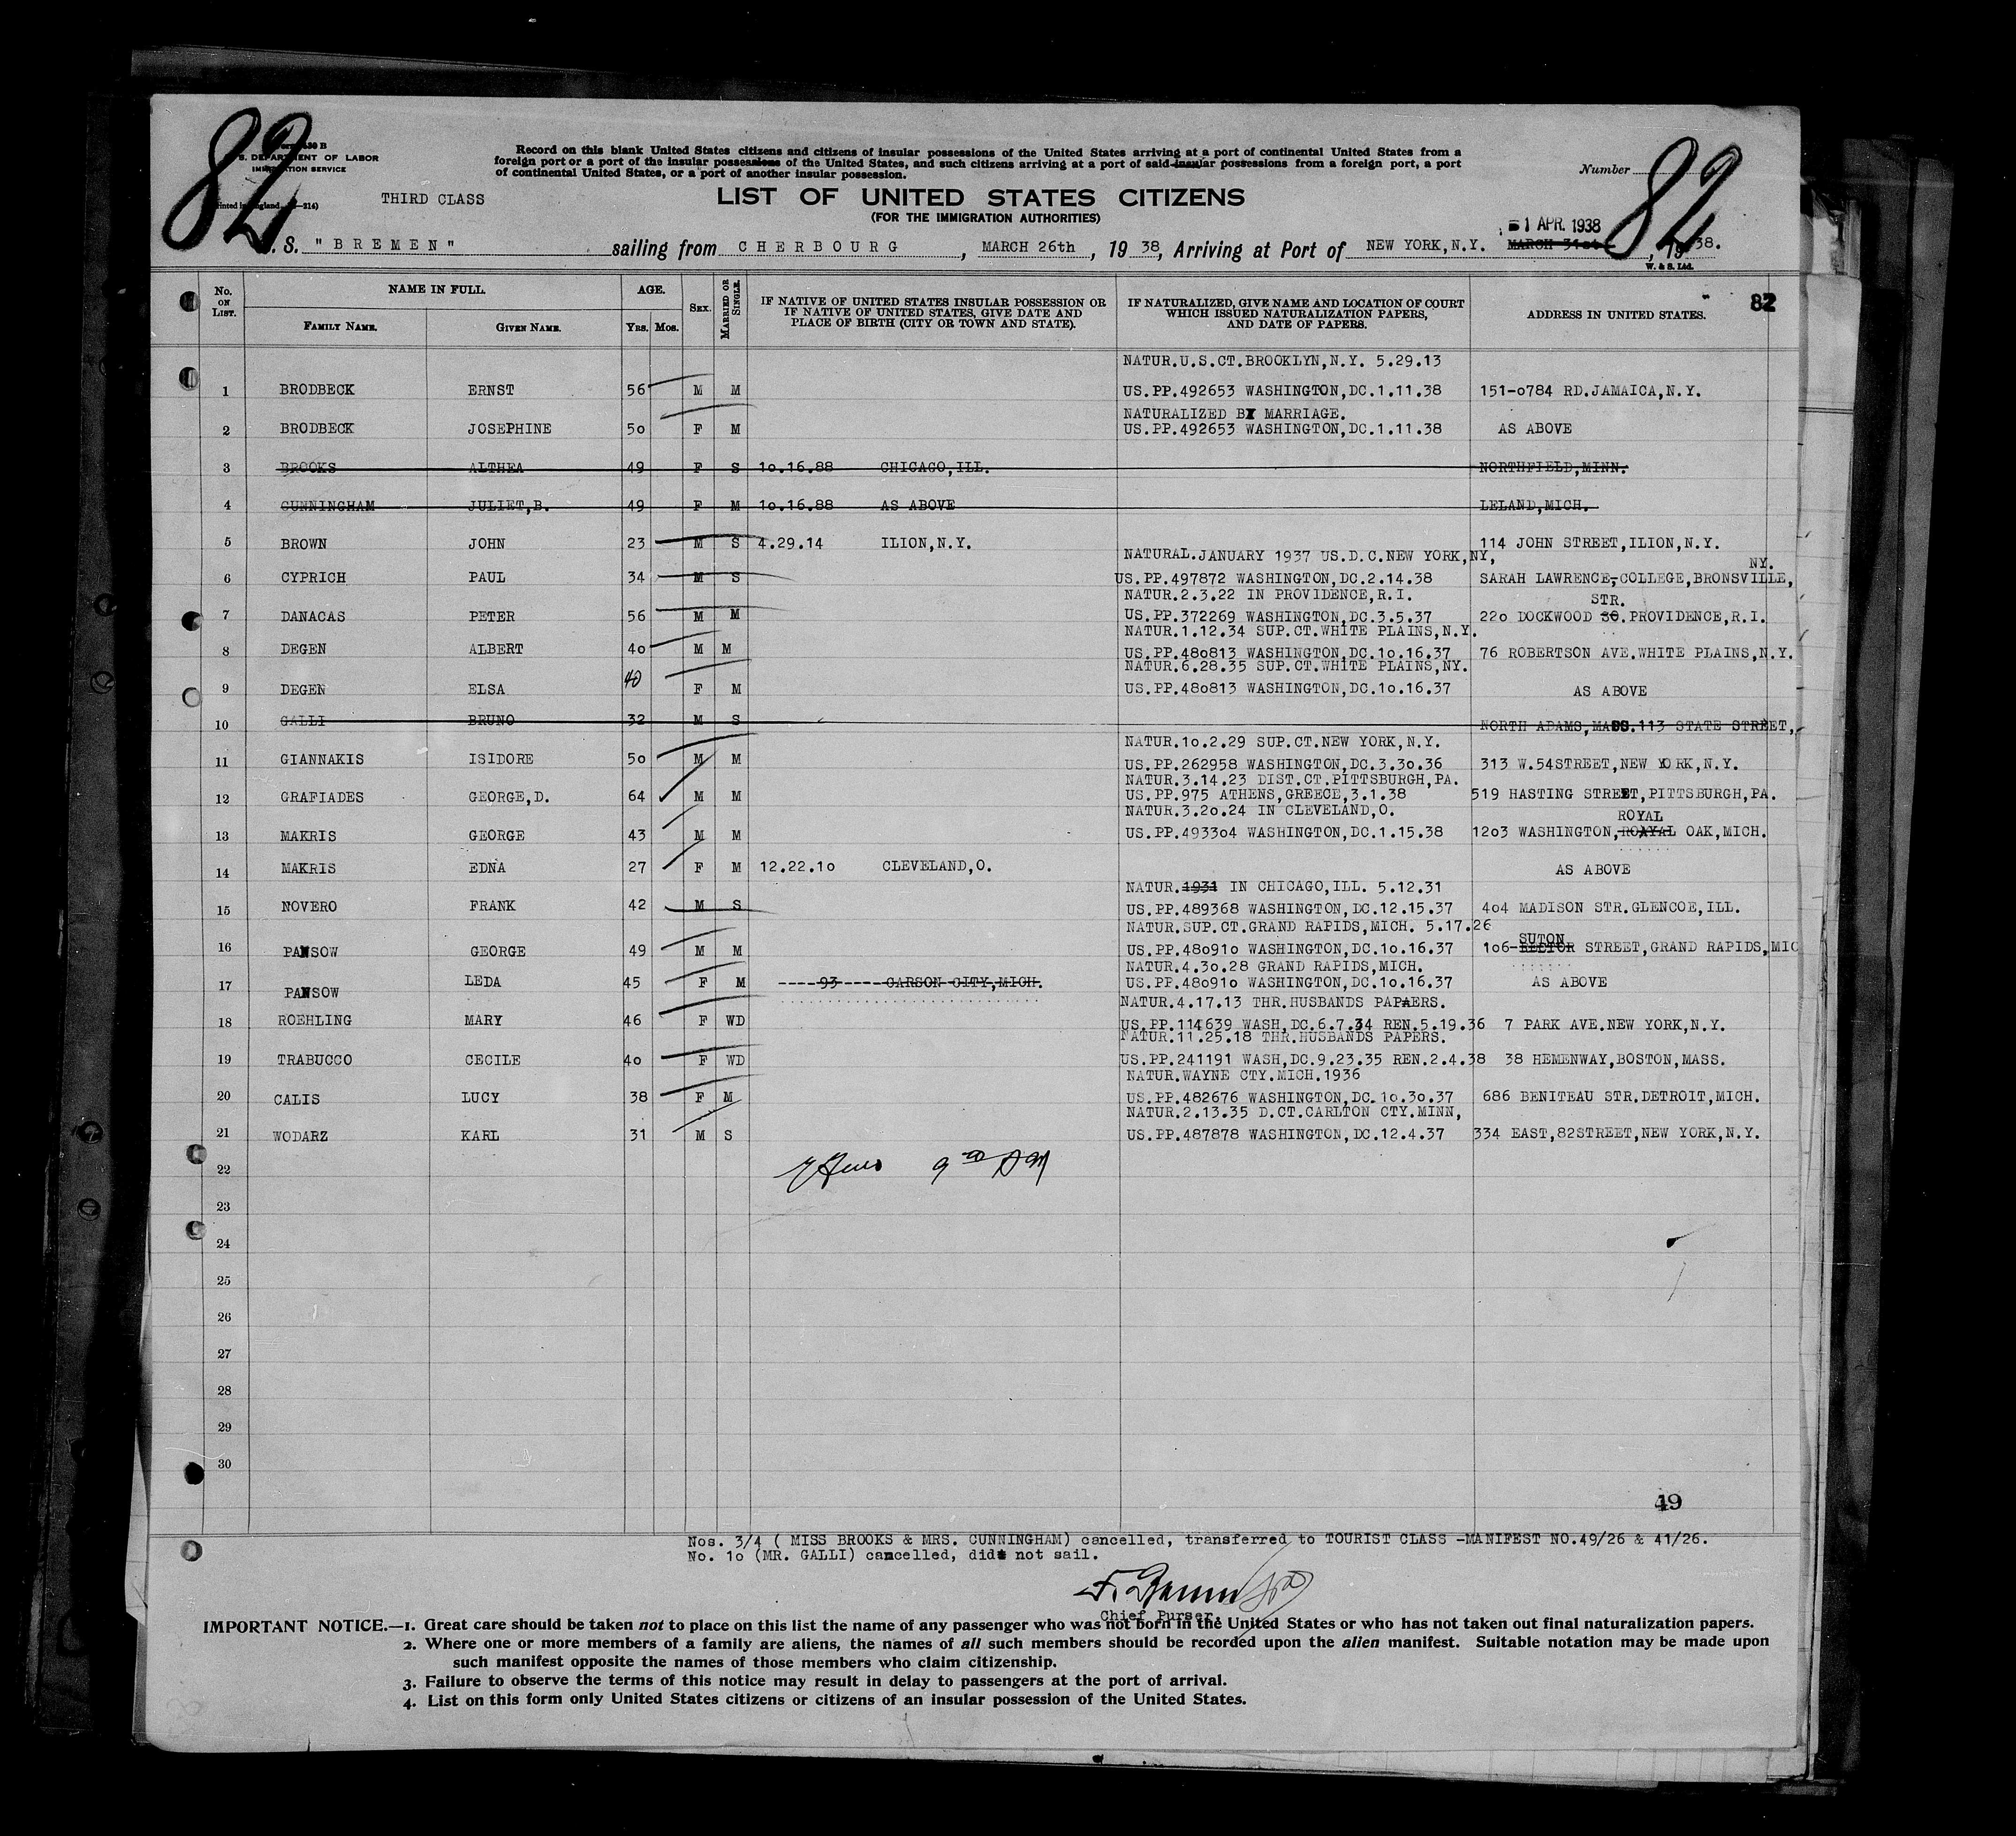 82
Form 630 B
U. S. DEPARTMENT OF LABOR
IMMIGRATION SERVICE
Record on this blank United States citizens and citizens of insular possessions of the United States arriving at a port of continental United States from a
foreign port or a port of the insular possessions of the United States, and such citizens arriving at a port of said insular possessions from a foreign port, a port
of continental United States, or a port of another insular possession.
Number 82
THIRD CLASS
LIST OF UNITED STATES CITIZENS
(FOR THE IMMIGRATION AUTHORITIES)
1 APR. 1938
S. S. "BREMEN" sailing from CHERBOURG, MARCH 26th, 1938, Arriving at Port of NEW YORK,N.Y. MARCH 31st, 1938.
W. & S. Ltd.
82
No. ON LIST. NAME IN FULL. AGE. SEX. MARRIED OR SINGLE. IF NATIVE OF UNITED STATES INSULAR POSSESSION OR IF NATIVE OF UNITED STATES, GIVE DATE AND PLACE OF BIRTH (CITY OR TOWN AND STATE). IF NATURALIZED, GIVE NAME AND LOCATION OF COURT WHICH ISSUED NATURALIZATION PAPERS, AND DATE OF PAPERS. ADDRESS IN UNITED STATES.
FAMILY NAME. GIVEN NAME. YRS. MOS.
NATUR.U.S.CT.BROOKLYN,N.Y. 5.29.13
1 BRODBECK ERNST 56 M M US.PP.492653 WASHINGTON,DC.1.11.38 151-0784 RD.JAMAICA,N.Y.
NATURALIZED BY MARRIAGE.
2 BRODBECK JOSEPHINE 50 F M US.PP.492653 WASHINGTON,DC.1.11.38 AS ABOVE
3 BROOKS ALTHEA 49 F S 10.16.88 CHICAGO,ILL. NORTHFIELD,MINN.
4 CUNNINGHAM JULIET,B. 49 F M 10.16.88 AS ABOVE LELAND,MICH.
5 BROWN JOHN 23 M S 4.29.14 ILION,N.Y. 114 JOHN STREET,ILION,N.Y.
NATURAL.JANUARY 1937 US.D.C.NEW YORK,NY,
NY.
6 CYPRICH PAUL 34 M S US.PP.497872 WASHINGTON,DC.2.14.38 SARAH LAWRENCE,COLLEGE,BRONSVILLE,
NATUR.2.3.22 IN PROVIDENCE,R.I.
STR.
7 DANACAS PETER 56 M M US.PP.372269 WASHINGTON,DC.3.5.37 220 DOCKWOOD SC.PROVIDENCE,R.I.
NATUR.1.12.34 SUP.CT.WHITE PLAINS,N.Y.
8 DEGEN ALBERT 40 M M US.PP.480813 WASHINGTON,DC.10.16.37 76 ROBERTSON AVE.WHITE PLAINS,N.Y.
NATUR.6.28.35 SUP.CT.WHITE PLAINS,NY.
9 DEGEN ELSA 40 F M US.PP.480813 WASHINGTON,DC.10.16.37 AS ABOVE
10 GALLI BRUNO 32 M S NORTH ADAMS,MASS.113 STATE STREET,
NATUR.10.2.29 SUP.CT.NEW YORK,N.Y.
11 GIANNAKIS ISIDORE 50 M M US.PP.262958 WASHINGTON,DC.3.30.36 313 W.54STREET,NEW YORK,N.Y.
NATUR.3.14.23 DIST.CT.PITTSBURGH,PA.
12 GRAFIADES GEORGE,D. 64 M M US.PP.975 ATHENS,GREECE,3.1.38 519 HASTING STREET,PITTSBURGH,PA.
NATUR.3.20.24 IN CLEVELAND,O.
ROYAL
13 MAKRIS GEORGE 43 M M US.PP.493304 WASHINGTON,DC.1.15.38 1203 WASHINGTON,ROXYAL OAK,MICH.
14 MAKRIS EDNA 27 F M 12.22.10 CLEVELAND,O. AS ABOVE
NATUR.1931 IN CHICAGO,ILL. 5.12.31
15 NOVERO FRANK 42 M S US.PP.489368 WASHINGTON,DC.12.15.37 404 MADISON STR.GLENCOE,ILL.
NATUR.SUP.CT.GRAND RAPIDS,MICH. 5.17.26
SUTON
16 PANSOW GEORGE 49 M M US.PP.480910 WASHINGTON,DC.10.16.37 106- STREET,GRAND RAPIDS,MIC
NATUR.4.30.28 GRAND RAPIDS,MICH.
17 PANSOW LEDA 45 F M ----93-----CARSON CITY,MICH. US.PP.480910 WASHINGTON,DC.10.16.37 AS ABOVE
NATUR.4.17.13 THR.HUSBANDS PAPAERS.
18 ROEHLING MARY 46 F WD US.PP.114639 WASH,DC.6.7.34 REN.5.19.36 7 PARK AVE.NEW YORK,N.Y.
NATUR.11.25.18 THR.HUSBANDS PAPERS.
19 TRABUCCO CECILE 40 F WD US.PP.241191 WASH,DC.9.23.35 REN.2.4.38 38 HEMENWAY,BOSTON,MASS.
NATUR.WAYNE CTY.MICH.1936
20 CALIS LUCY 38 F M US.PP.482676 WASHINGTON,DC.10.30.37 686 BENITEAU STR.DETROIT,MICH.
NATUR.2.13.35 D.CT.CARLTON CTY.MINN,
21 WODARZ KARL 31 M S US.PP.487878 WASHINGTON,DC.12.4.37 334 EAST,82STREET,NEW YORK,N.Y.
22
23
24
25
26
27
28
29
30
49
Nos. 3/4 ( MISS BROOKS & MRS. CUNNINGHAM) cancelled, transferred to TOURIST CLASS -MANIFEST NO.49/26 & 41/26.
No. 10 (MR. GALLI) cancelled, did not sail.
Chief Purser.
IMPORTANT NOTICE.—1. Great care should be taken not to place on this list the name of any passenger who was not born in the United States or who has not taken out final naturalization papers.
2. Where one or more members of a family are aliens, the names of all such members should be recorded upon the alien manifest. Suitable notation may be made upon
such manifest opposite the names of those members who claim citizenship.
3. Failure to observe the terms of this notice may result in delay to passengers at the port of arrival.
4. List on this form only United States citizens or citizens of an insular possession of the United States.